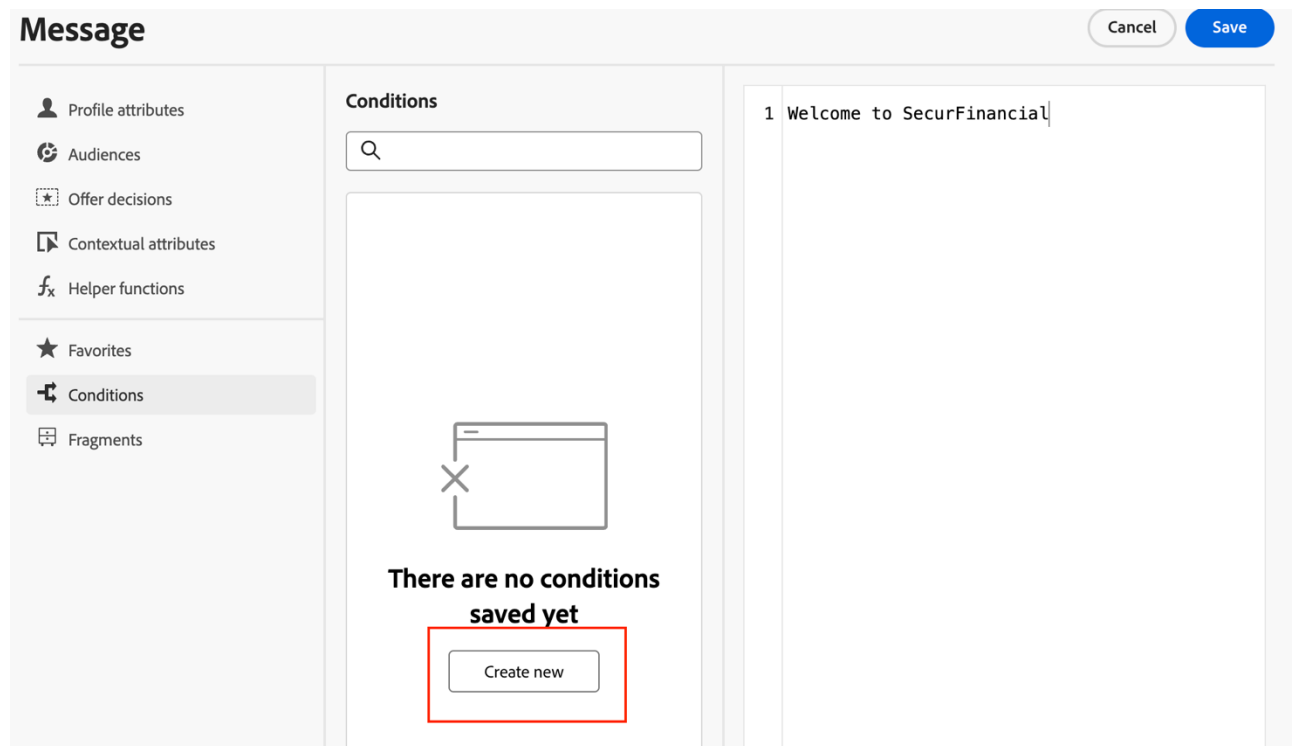 Message
Cancel
Save
Profile attributes
Audiences
Offer decisions
Contextual attributes
Helper functions
Favorites
Conditions
Fragments
Conditions
There are no conditions
saved yet
Create new
1 Welcome to SecurFinancial